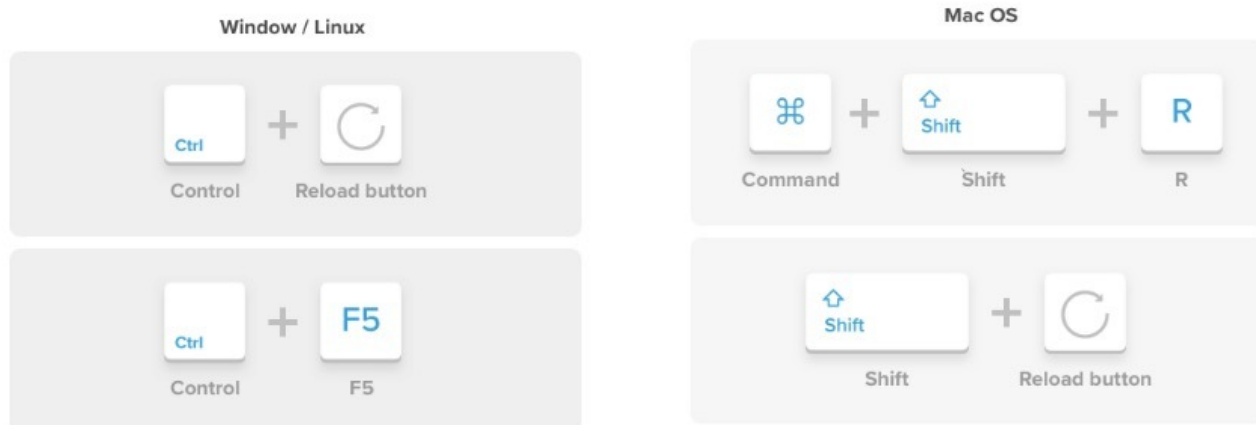 Window / Linux
Ctrl + 
Control Reload button
Ctrl + F5
Control F5
Mac OS
⌘ + Shift + R
Command Shift R
Shift +
Shift Reload button